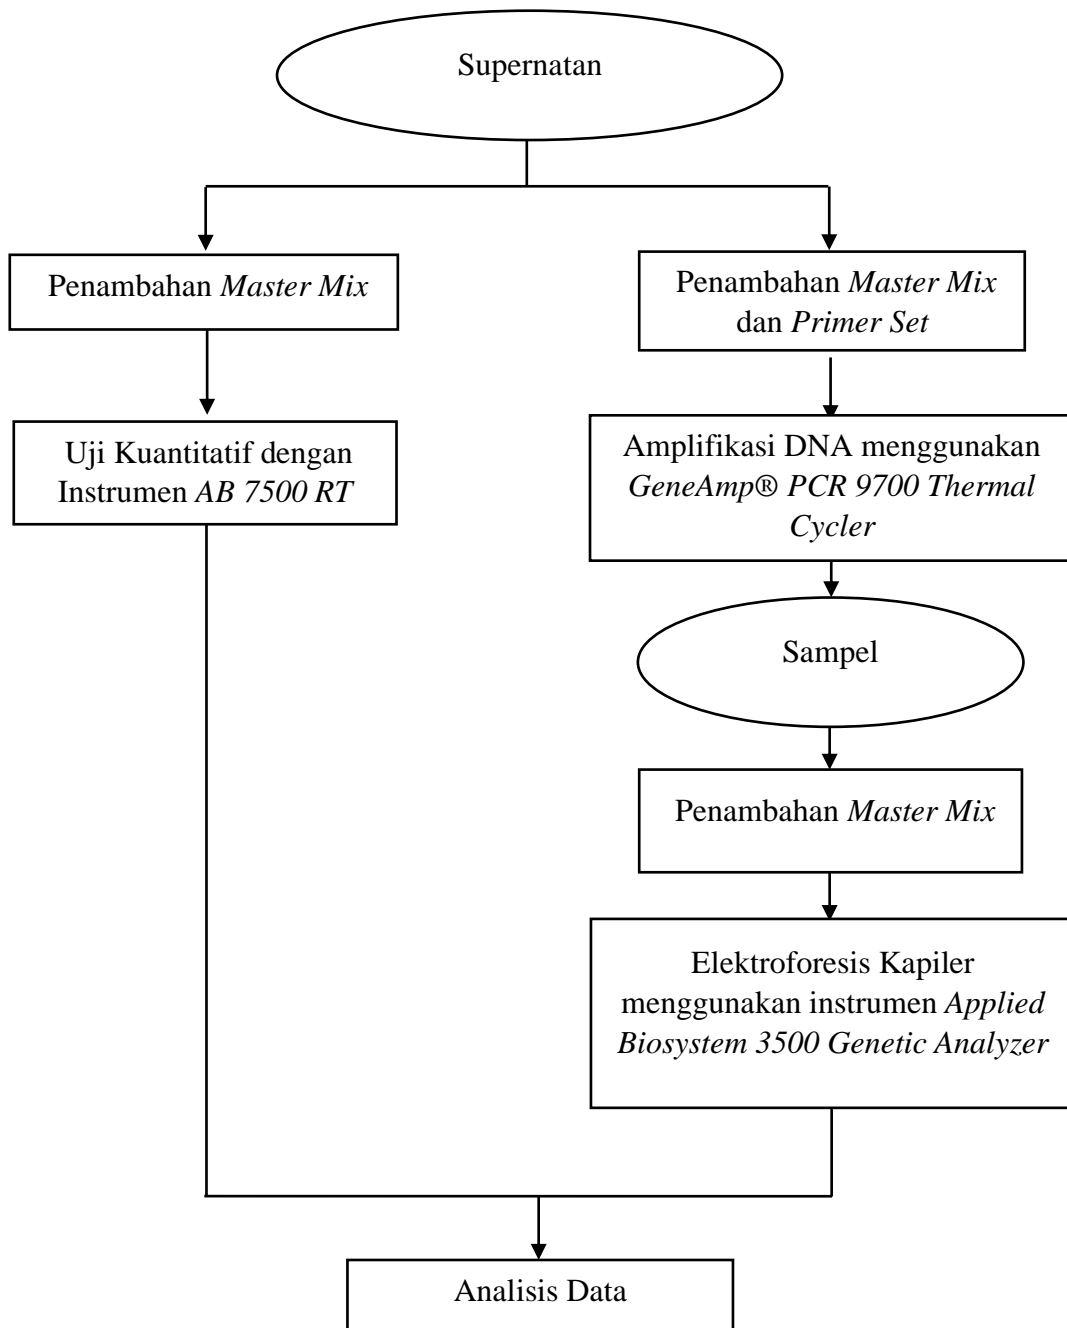 Supernatan
Penambahan Master Mix
Penambahan Master Mix
dan Primer Set
Uji Kuantitatif dengan
Instrumen AB 7500 RT
Amplifikasi DNA menggunakan
GeneAmp® PCR 9700 Thermal
Cycler
Sampel
Penambahan Master Mix
Elektroforesis Kapiler
menggunakan instrumen Applied
Biosystem 3500 Genetic Analyzer
Analisis Data